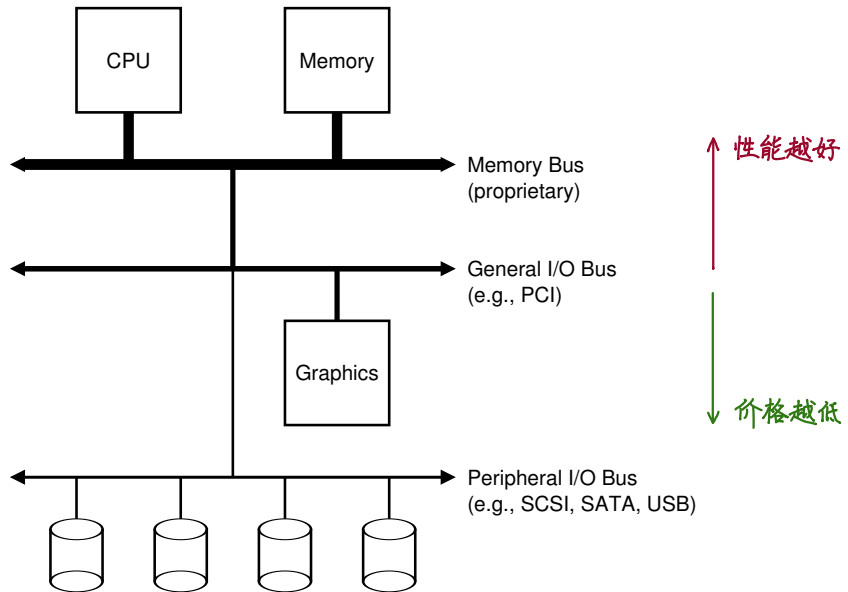 CPU
Memory
性能越好
Memory Bus
(proprietary)
General I/O Bus
(e.g., PCI)
Graphics
价格越低
Peripheral I/O Bus
(e.g., SCSI, SATA, USB)